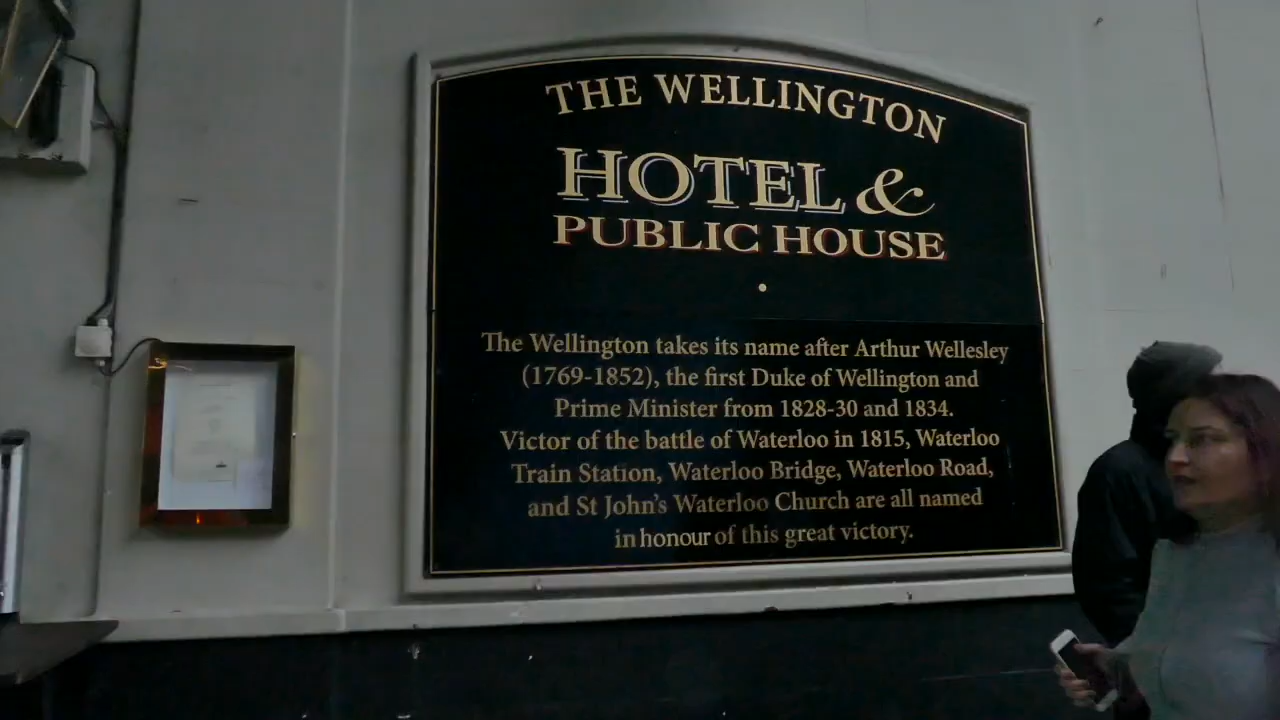 THE WELLINGTON
HOTEL &
PUBLIC HOUSE
The Wellington takes its name after Arthur Wellesley
(1769-1852), the first Duke of Wellington and
Prime Minister from 1828-30 and 1834.
Victor of the battle of Waterloo in 1815, Waterloo
Train Station, Waterloo Bridge, Waterloo Road,
and St John's Waterloo Church are all named
in honour of this great victory.